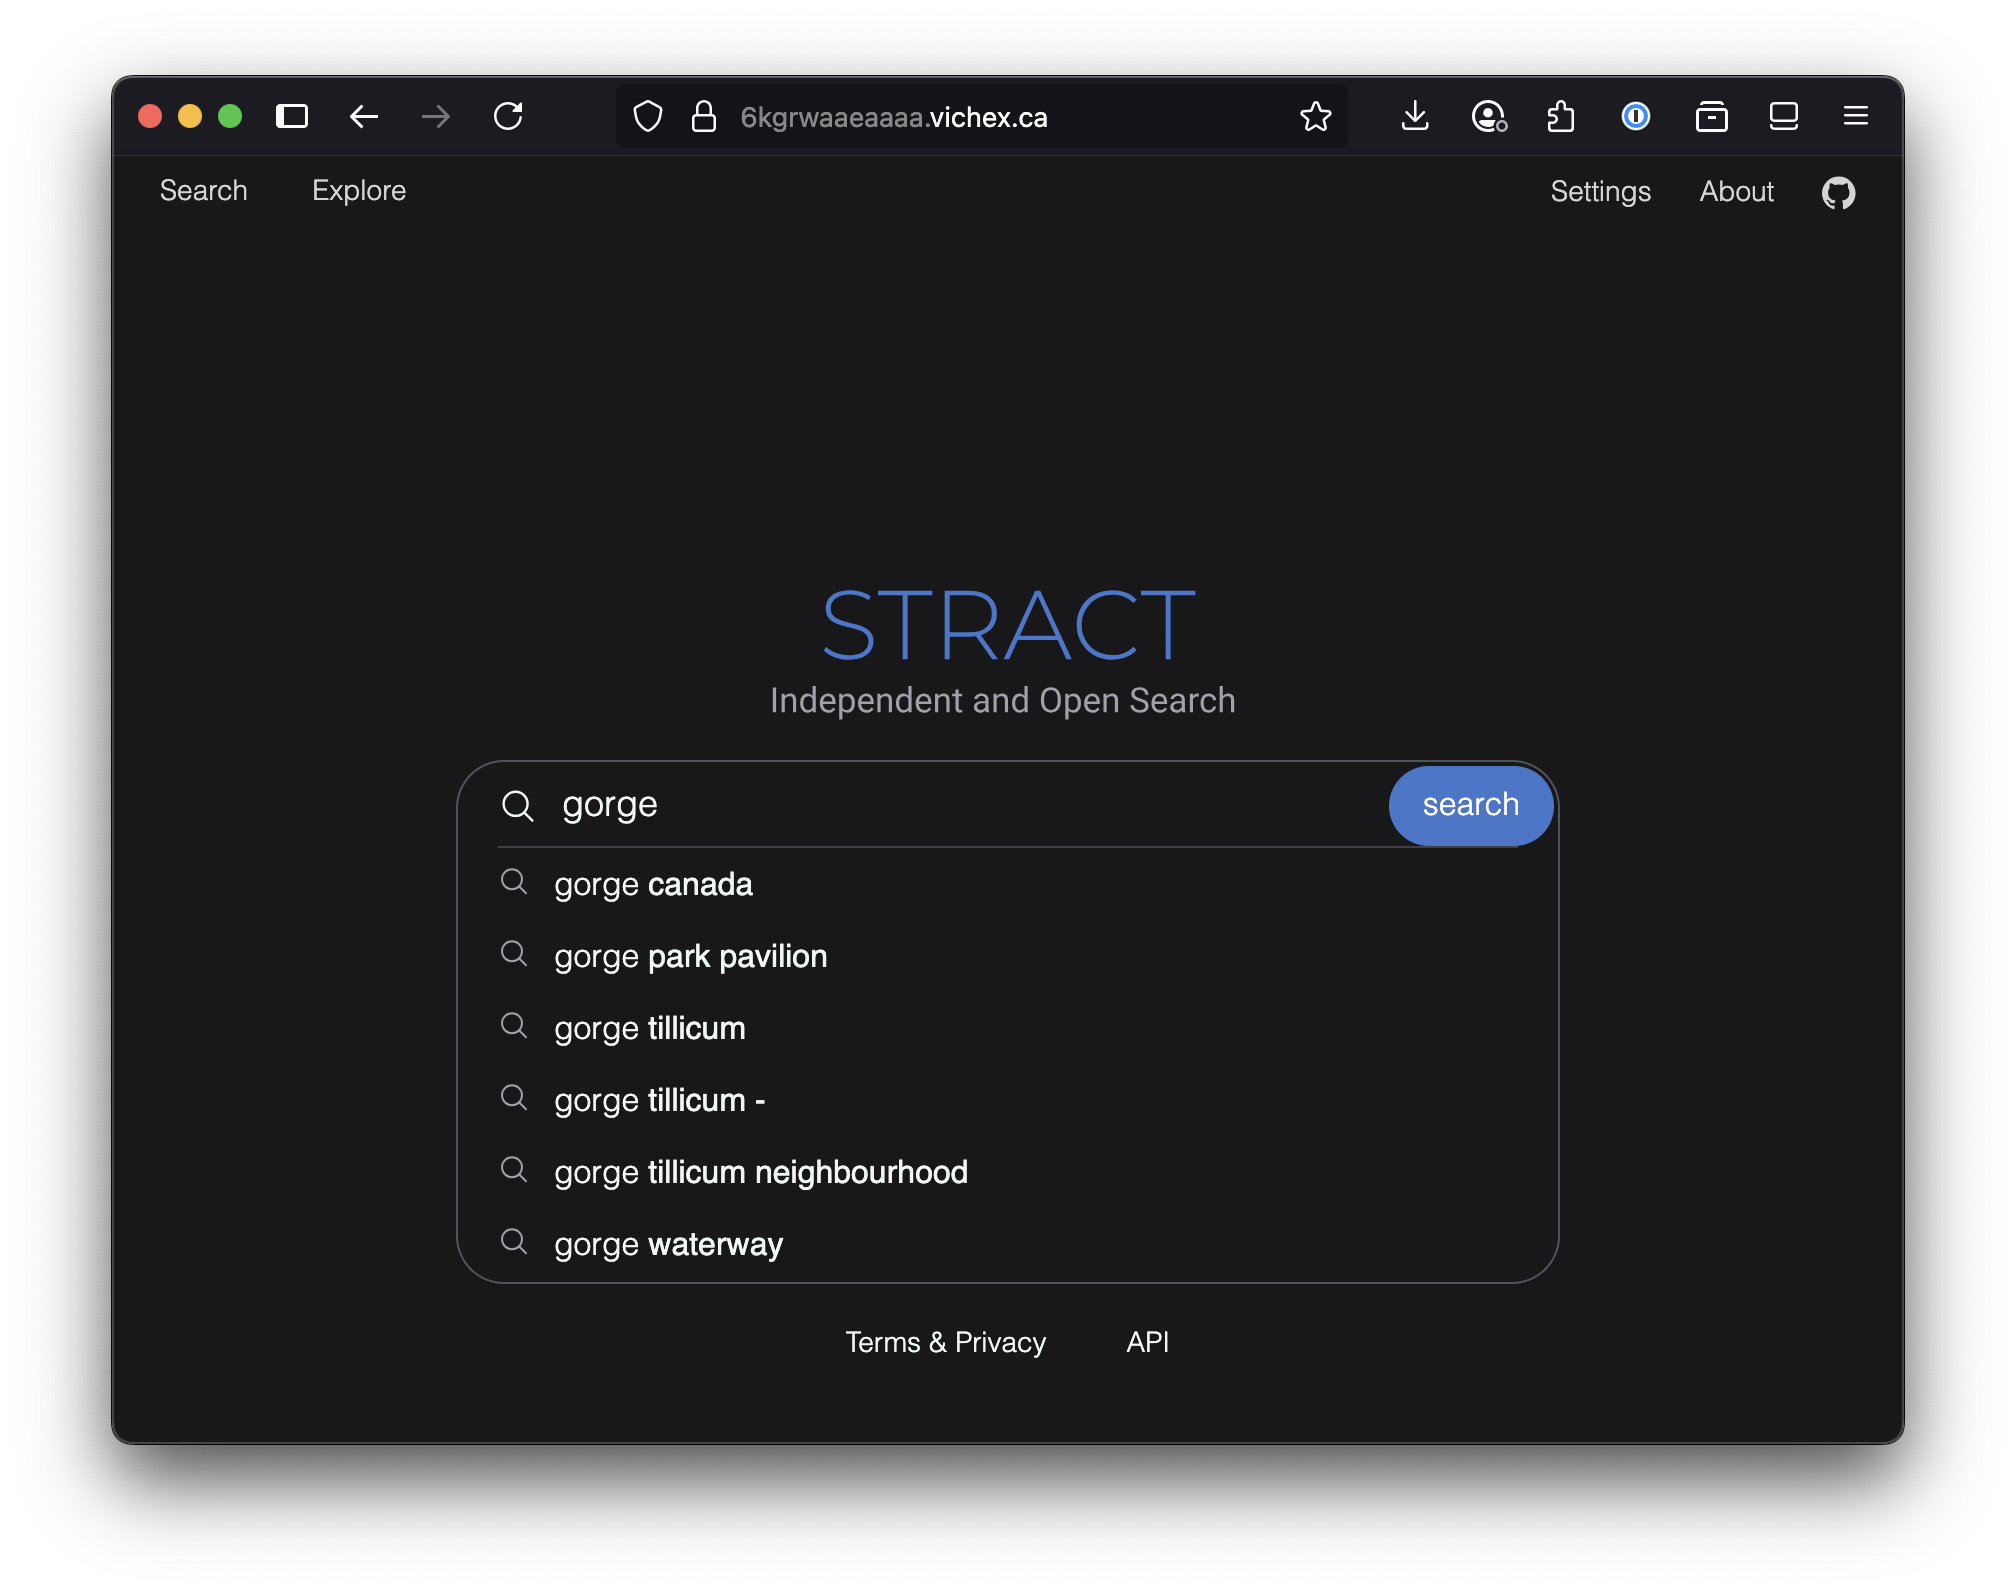 6kgrwaaeaaaa.vichex.ca
Search Explore Settings About
STRACT
Independent and Open Search
gorge search
gorge canada
gorge park pavilion
gorge tillicum
gorge tillicum -
gorge tillicum neighbourhood
gorge waterway
Terms & Privacy API